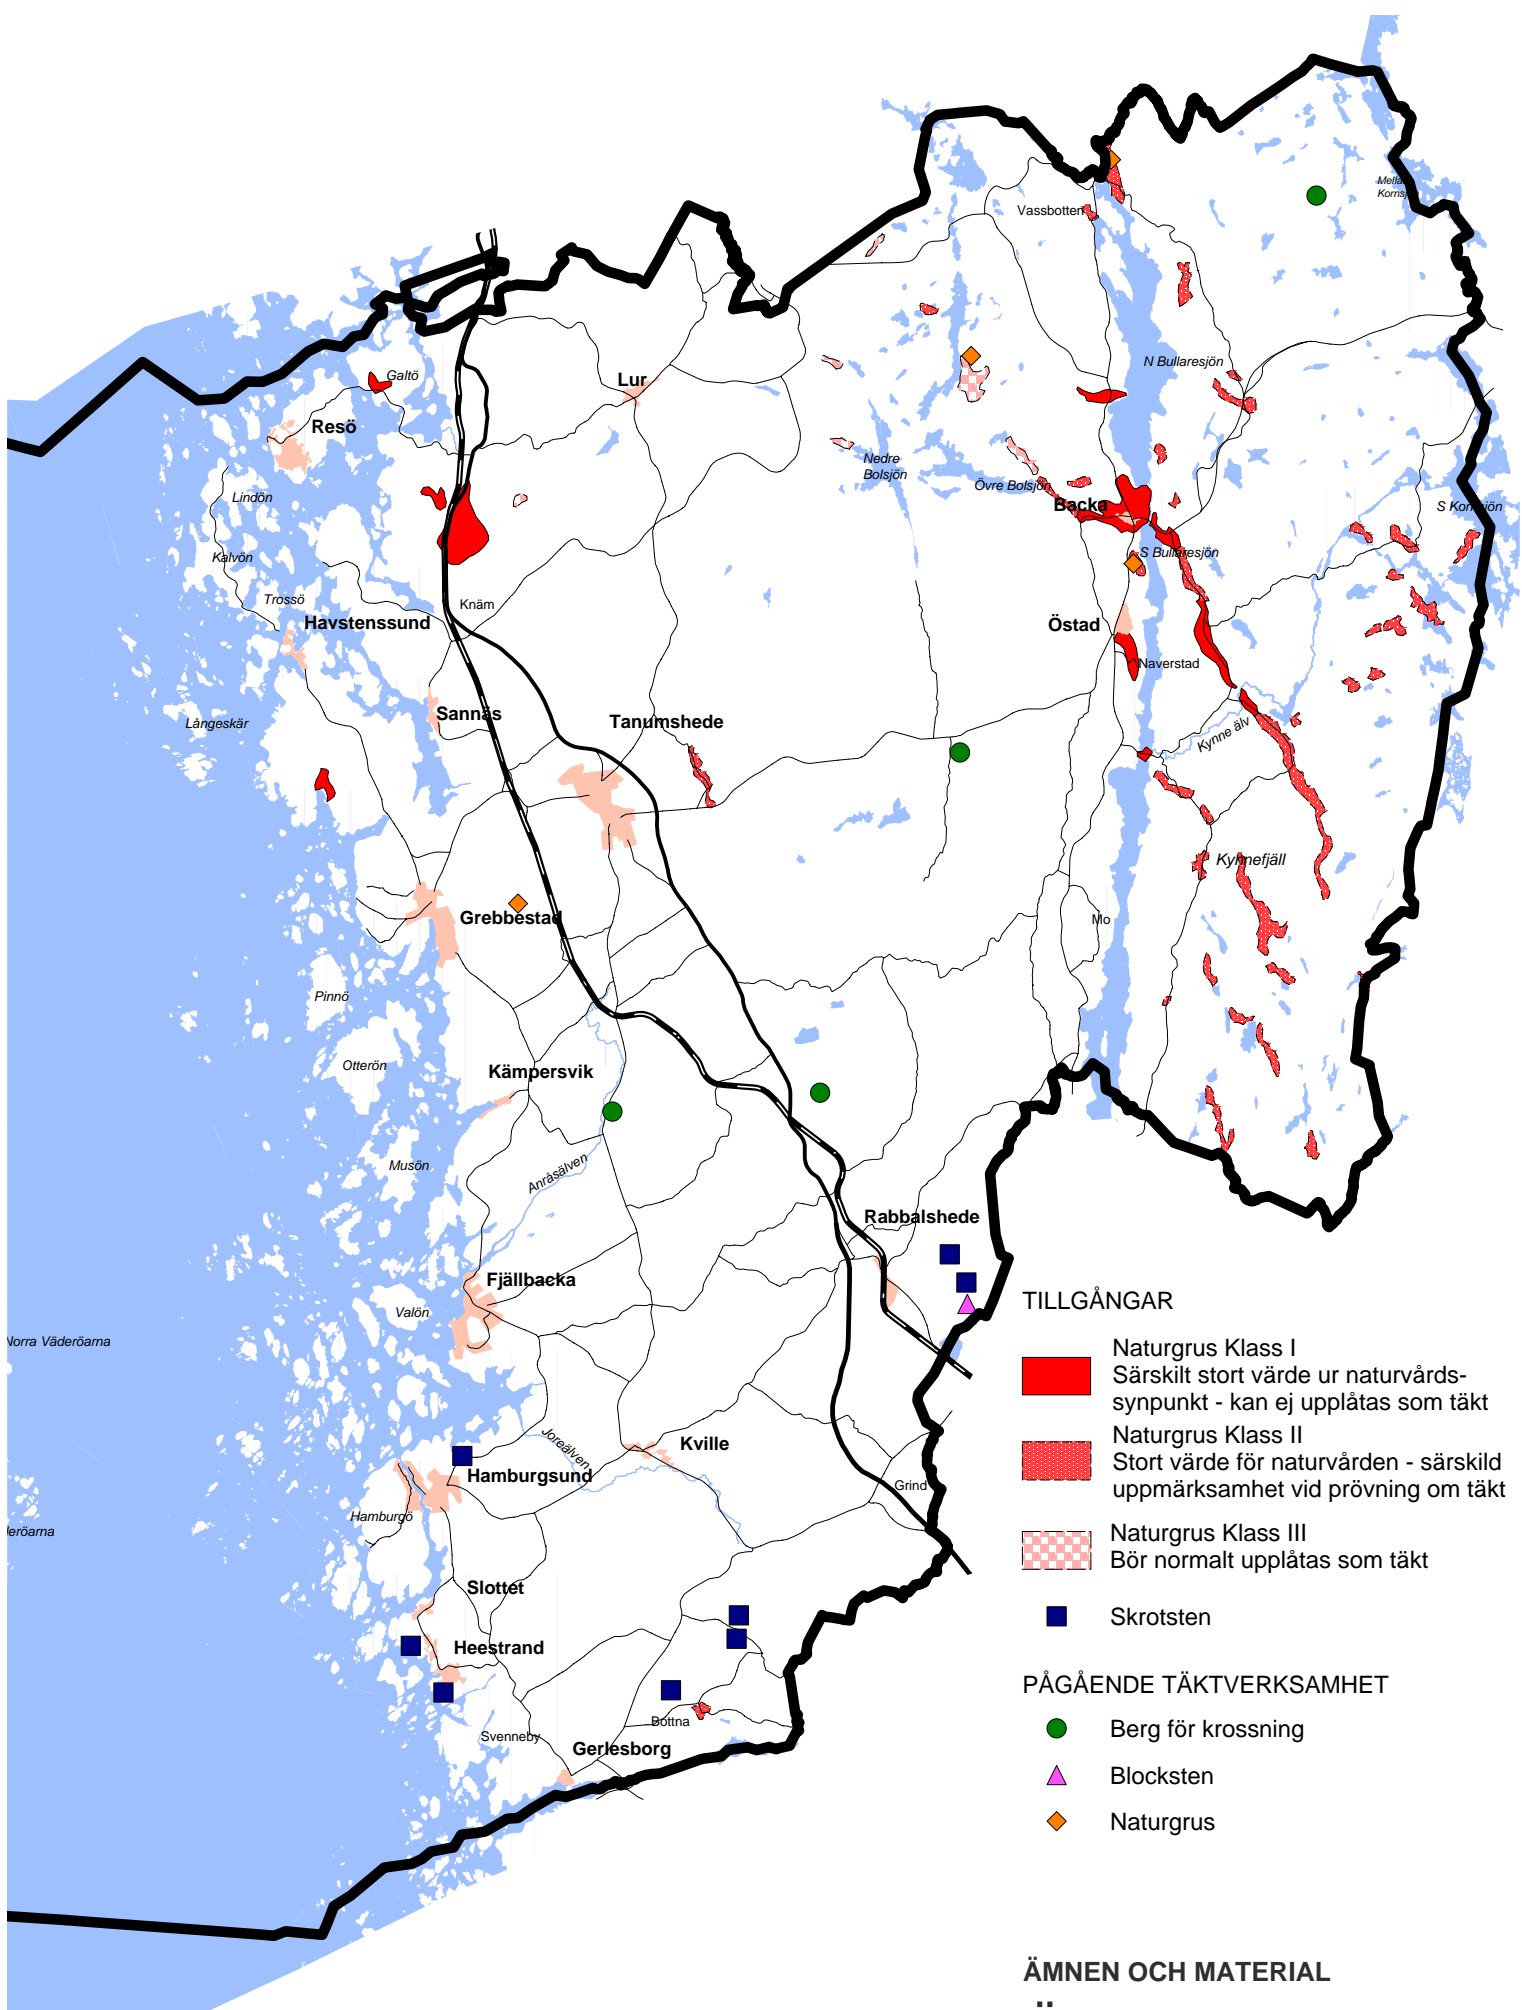 Mellan
Kornsjön
Vassbotten
Galtö
Lur
N Bullaresjön
Resö
Nedre
Bolsjön
Övre Bolsjön
Lindön
Backa
S Kornsjön
Kalvön
S Bullaresjön
Trossö
Knäm
Havstenssund
Östad
Naverstad
Långeskär
Sannäs
Tanumshede
Kynne älv
Kynnefjäll
Grebbestad
Mo
Pinnö
Otterön
Kämpersvik
Musön
Anråsälven
Rabbalshede
Fjällbacka
Valön
Norra Väderöarna
Joreälven
Kville
Hamburgsund
Grind
Hamburgö
deröarna
Slottet
Heestrand
Bottna
Svenneby
Gerlesborg
TILLGÅNGAR
Naturgrus Klass I
Särskilt stort värde ur naturvårds-
synpunkt - kan ej upplåtas som täkt
Naturgrus Klass II
Stort värde för naturvården - särskild
uppmärksamhet vid prövning om täkt
Naturgrus Klass III
Bör normalt upplåtas som täkt
Skrotsten
PÅGÅENDE TÄKTVERKSAMHET
Berg för krossning
Blocksten
Naturgrus
ÄMNEN OCH MATERIAL